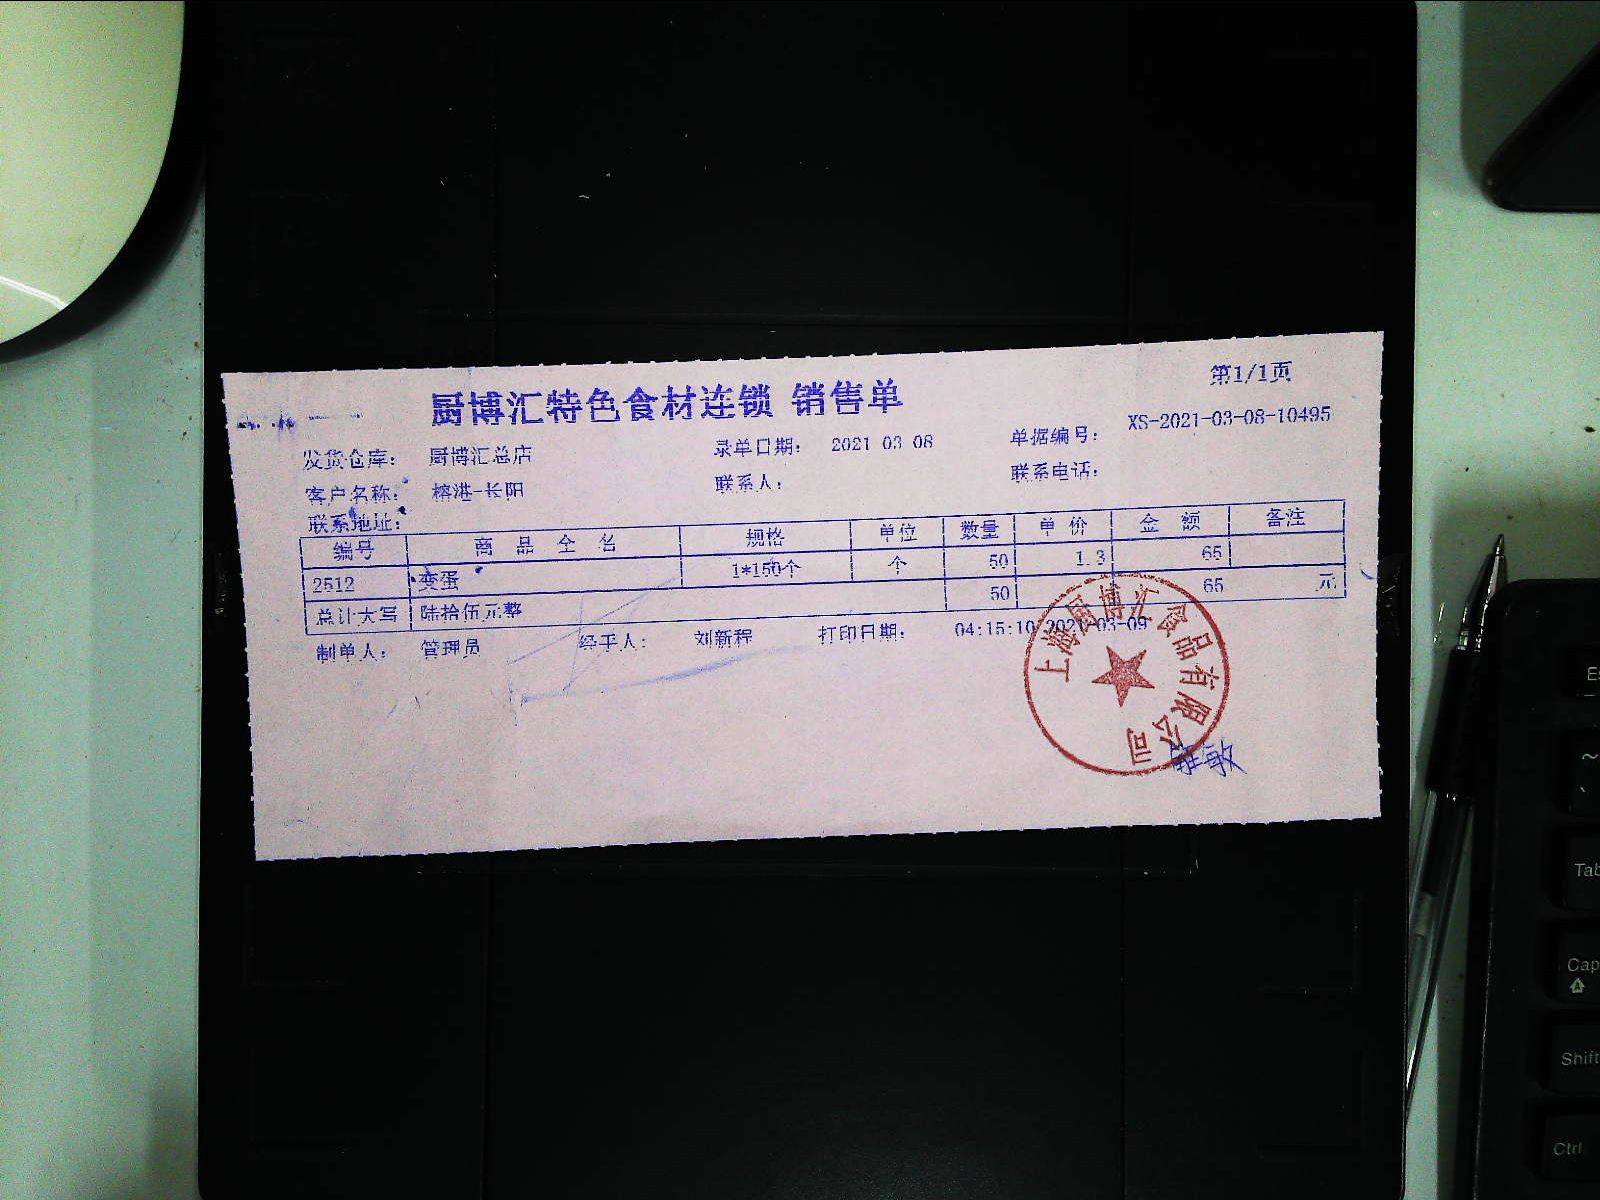 厨博汇特色食材连锁 销售单
第1/1页
发货仓库： 厨博汇总店 录单日期： 2021-03-08 单据编号： XS-2021-03-08-10495
客户名称： 榕港-长阳 联系人： 联系电话：
联系地址：
编号 商品全名 规格 单位 数量 单价 金额 备注
2512 变蛋 1*150个 个 50 1.3 65
总计大写 陆拾伍元整 50 65 元
制单人： 管理员 经手人： 刘新程 打印日期： 04:15:10 2021-03-09
上海厨博汇食品有限公司
敏
Tab
Cap
Shift
Ctrl